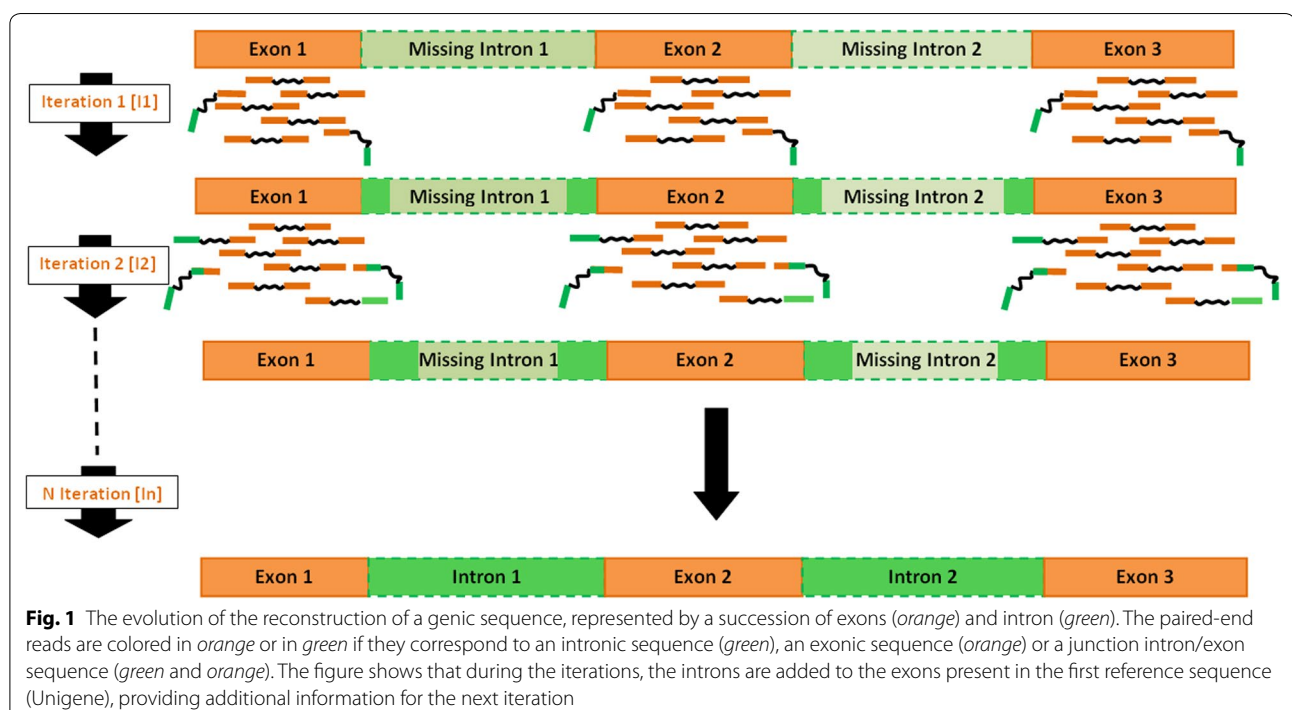 Exon 1 Missing Intron 1 Exon 2 Missing Intron 2 Exon 3
Iteration 1 [I1]
Exon 1 Missing Intron 1 Exon 2 Missing Intron 2 Exon 3
Iteration 2 [I2]
Exon 1 Missing Intron 1 Exon 2 Missing Intron 2 Exon 3
N Iteration [In]
Exon 1 Intron 1 Exon 2 Intron 2 Exon 3
Fig. 1 The evolution of the reconstruction of a genic sequence, represented by a succession of exons (orange) and intron (green). The paired-end
reads are colored in orange or in green if they correspond to an intronic sequence (green), an exonic sequence (orange) or a junction intron/exon
sequence (green and orange). The figure shows that during the iterations, the introns are added to the exons present in the first reference sequence
(Unigene), providing additional information for the next iteration